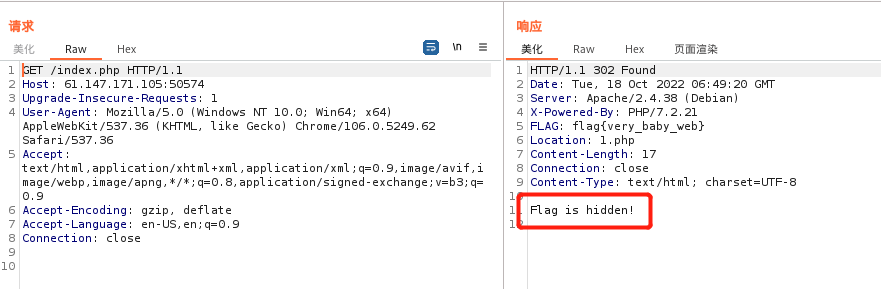 请求
美化 Raw Hex \n
1 GET /index.php HTTP/1.1
2 Host: 61.147.171.105:50574
3 Upgrade-Insecure-Requests: 1
4 User-Agent: Mozilla/5.0 (Windows NT 10.0; Win64; x64)
AppleWebKit/537.36 (KHTML, like Gecko) Chrome/106.0.5249.62
Safari/537.36
5 Accept:
text/html,application/xhtml+xml,application/xml;q=0.9,image/avif,i
mage/webp,image/apng,*/*;q=0.8,application/signed-exchange;v=b3;q=
0.9
6 Accept-Encoding: gzip, deflate
7 Accept-Language: en-US,en;q=0.9
8 Connection: close
9
10
响应
美化 Raw Hex 页面渲染
1 HTTP/1.1 302 Found
2 Date: Tue, 18 Oct 2022 06:49:20 GMT
3 Server: Apache/2.4.38 (Debian)
4 X-Powered-By: PHP/7.2.21
5 FLAG: flag{very_baby_web}
6 Location: 1.php
7 Content-Length: 17
8 Connection: close
9 Content-Type: text/html; charset=UTF-8
10
11 Flag is hidden!
12